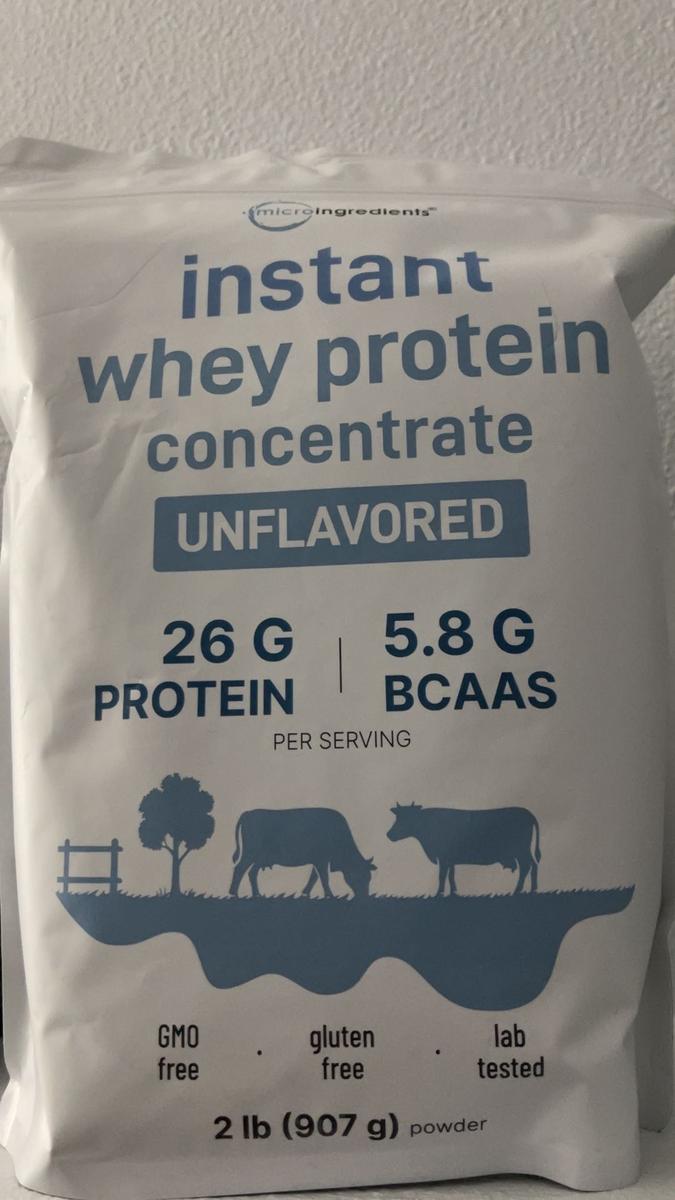 microingredients
instant
whey protein
concentrate
UNFLAVORED
26 G
PROTEIN
5.8 G
BCAAS
PER SERVING
GMO
free
·
gluten
free
·
lab
tested
2 lb (907 g) powder